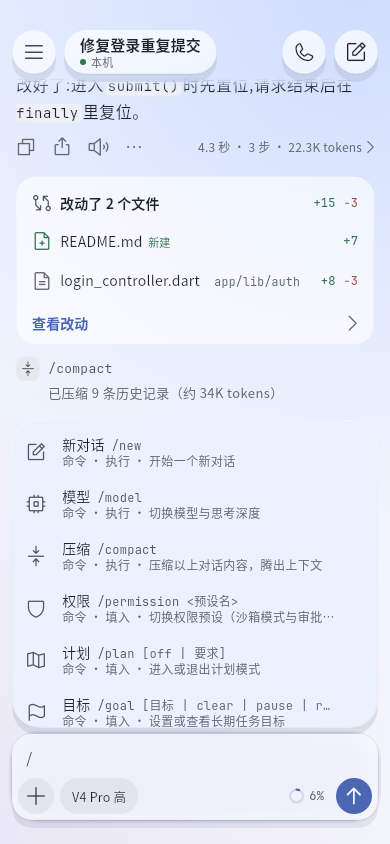 修复登录重复提交
本机
改好了:进入 submit() 时先置位,请求结束后在
finally 里复位。
4.3 秒 · 3 步 · 22.3K tokens
改动了 2 个文件 +15 -3
README.md 新建 +7
login_controller.dart app/lib/auth +8 -3
查看改动
/compact
已压缩 9 条历史记录（约 34K tokens）
新对话 /new
命令 · 执行 · 开始一个新对话
模型 /model
命令 · 执行 · 切换模型与思考深度
压缩 /compact
命令 · 执行 · 压缩以上对话内容，腾出上下文
权限 /permission <预设名>
命令 · 填入 · 切换权限预设（沙箱模式与审批…
计划 /plan [off | 要求]
命令 · 填入 · 进入或退出计划模式
目标 /goal [目标 | clear | pause | r…
命令 · 填入 · 设置或查看长期任务目标
/
V4 Pro 高 6%